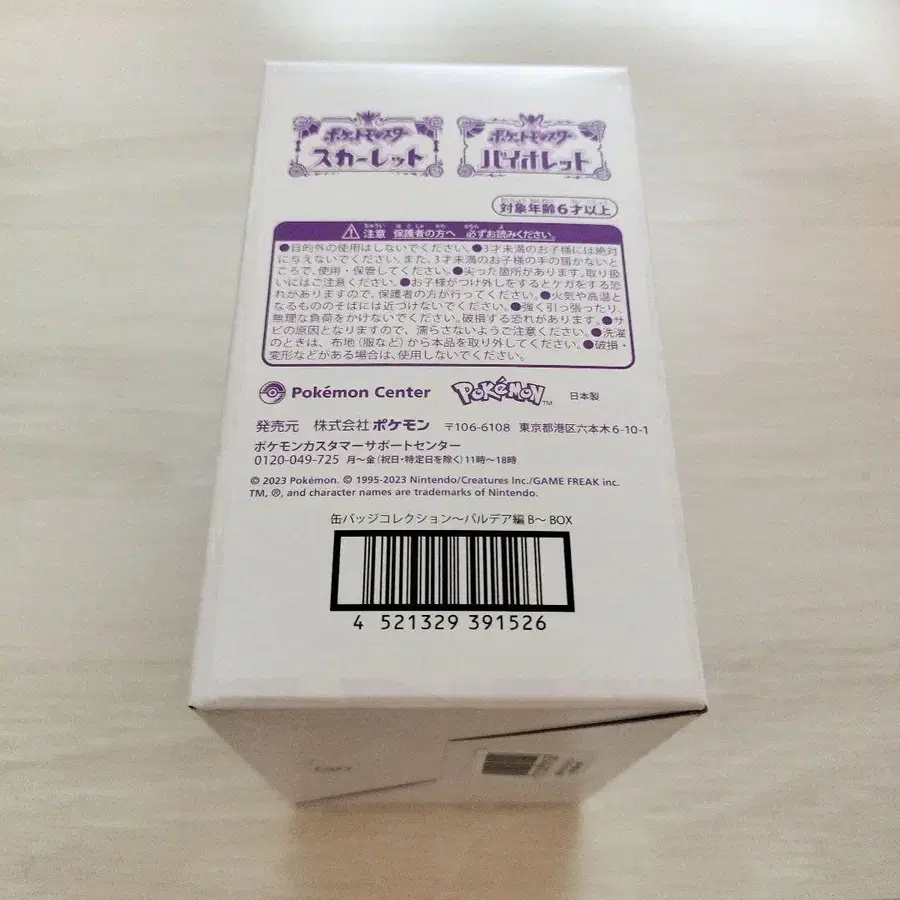 ポケットモンスター
スカーレット
ポケットモンスター
バイオレット
対象年齢6才以上
注意 保護者の方へ 必ずお読みください。
●目的外の使用はしないでください。●3才未満のお子様には絶対
に与えないでください。また、3才未満のお子様の手の届かないと
ころで、使用・保管してください。●尖った箇所があります。取り扱
いにはご注意ください。●お子様がつけ外しをするとケガをする恐
れがありますので、保護者の方が行ってください。●火気や高温と
なるもののそばには近づけないでください。●強く引っ張ったり、
無理な負荷をかけないでください。破損する恐れがあります。●サ
ビの原因となりますので、濡らさないようご注意ください。●洗濯
のときは、布地(服など)から本品を取り外してください。●破損・
変形などがある場合は、使用しないでください。
Pokémon Center POKéMON™ 日本製
発売元 株式会社ポケモン 〒106-6108 東京都港区六本木6-10-1
ポケモンカスタマーサポートセンター
0120-049-725 月〜金(祝日・特定日を除く)11時〜18時
© 2023 Pokémon. © 1995-2023 Nintendo/Creatures Inc./GAME FREAK inc.
TM, ®, and character names are trademarks of Nintendo.
缶バッジコレクション〜パルデア編 B〜 BOX
4 521329 391526